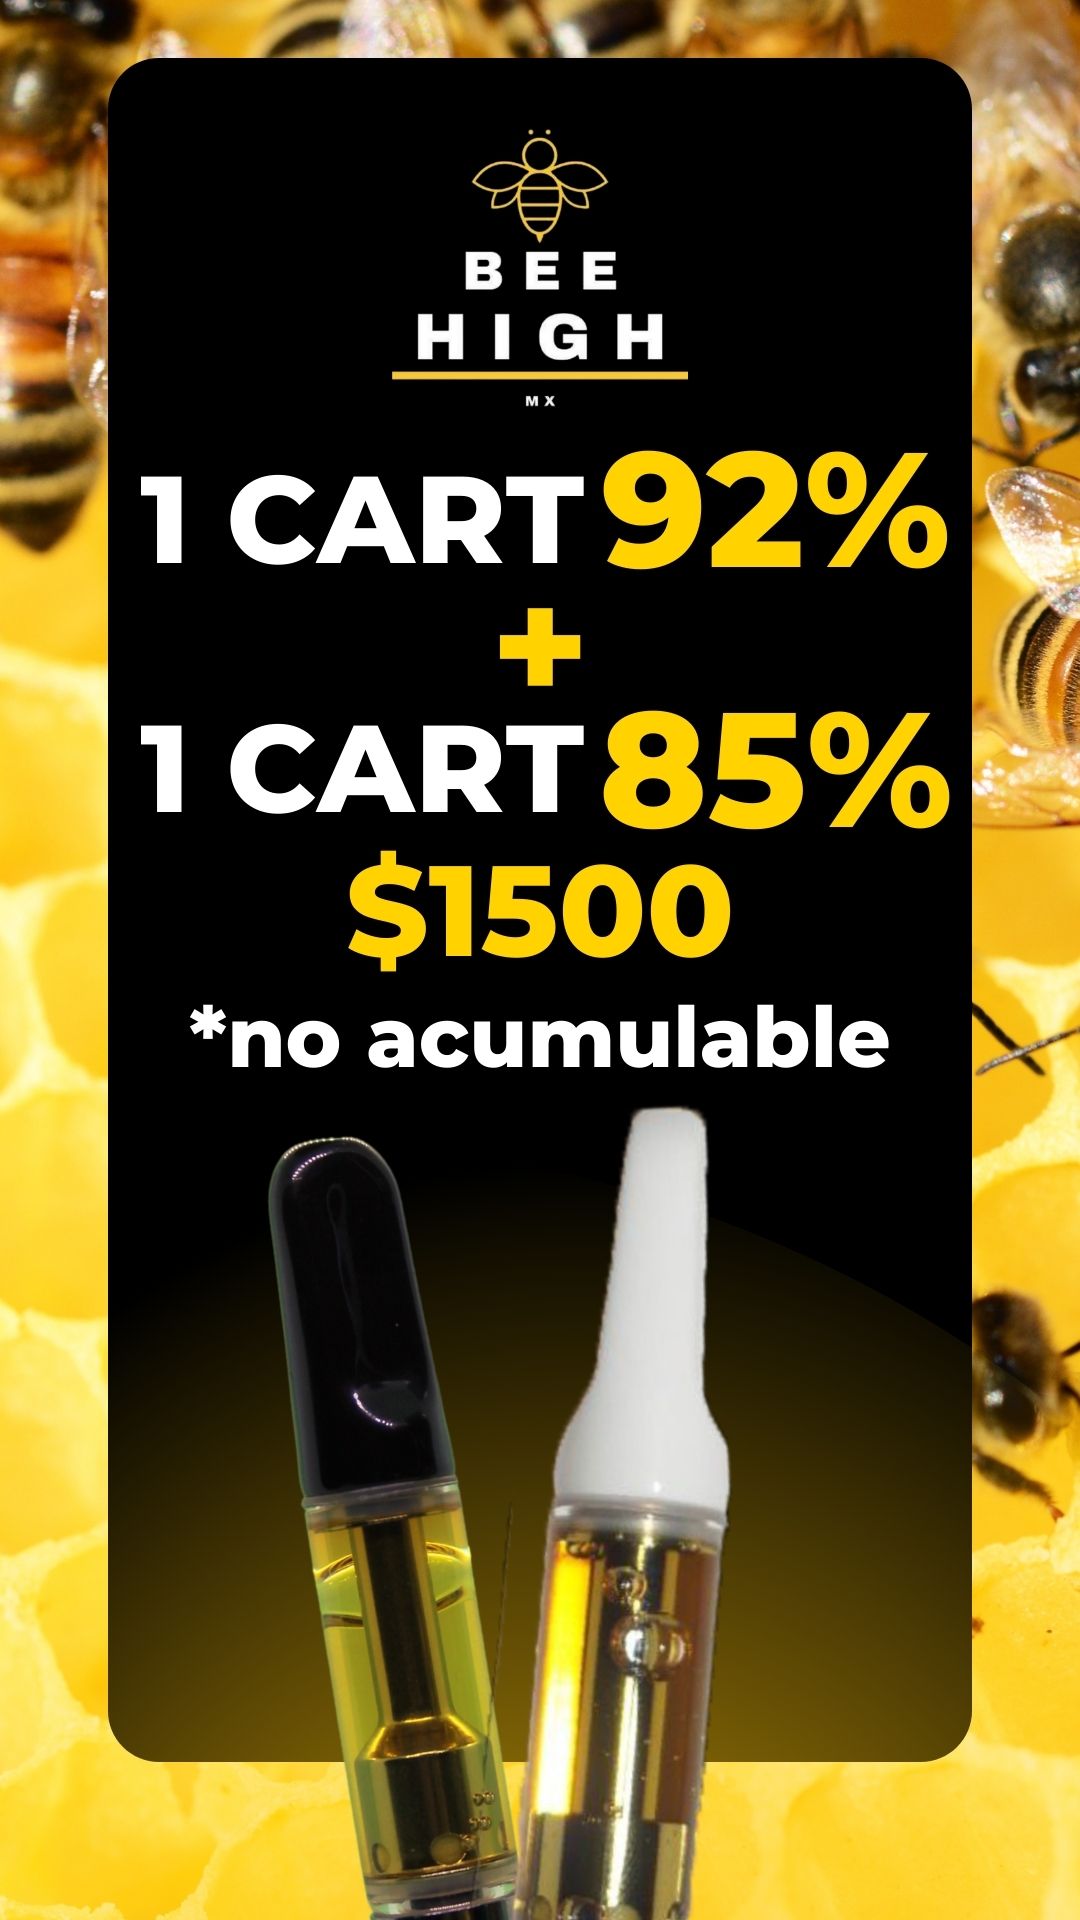 BEE
HIGH
MX
1 CART 92%
+
1 CART 85%
$1500
*no acumulable